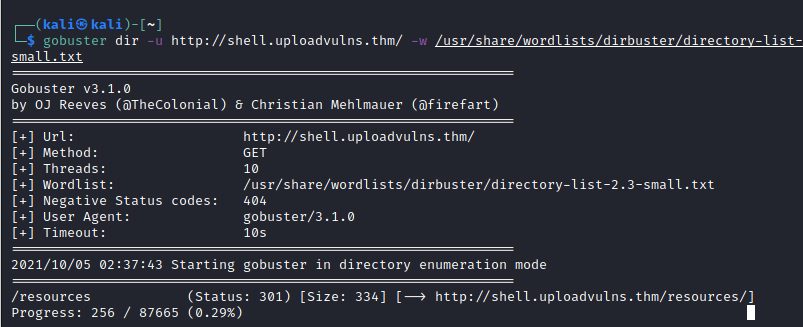 ┌──(kali㉿kali)-[~]
└─$ gobuster dir -u http://shell.uploadvulns.thm/ -w /usr/share/wordlists/dirbuster/directory-list-
small.txt
===============================================================
Gobuster v3.1.0
by OJ Reeves (@TheColonial) & Christian Mehlmauer (@firefart)
===============================================================
[+] Url:                     http://shell.uploadvulns.thm/
[+] Method:                  GET
[+] Threads:                 10
[+] Wordlist:                /usr/share/wordlists/dirbuster/directory-list-2.3-small.txt
[+] Negative Status codes:   404
[+] User Agent:              gobuster/3.1.0
[+] Timeout:                 10s
===============================================================
2021/10/05 02:37:43 Starting gobuster in directory enumeration mode
===============================================================
/resources            (Status: 301) [Size: 334] [--> http://shell.uploadvulns.thm/resources/]
Progress: 256 / 87665 (0.29%)